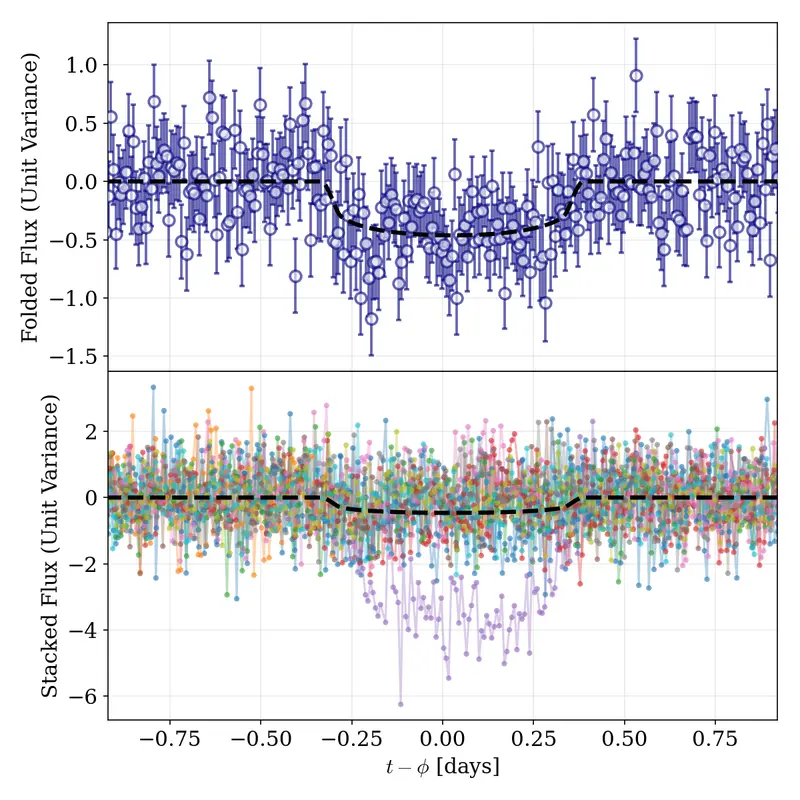 Folded Flux (Unit Variance)
1.0
0.5
0.0
−0.5
−1.0
−1.5
Stacked Flux (Unit Variance)
2
0
−2
−4
−6
−0.75 −0.50 −0.25 0.00 0.25 0.50 0.75
t − ϕ [days]